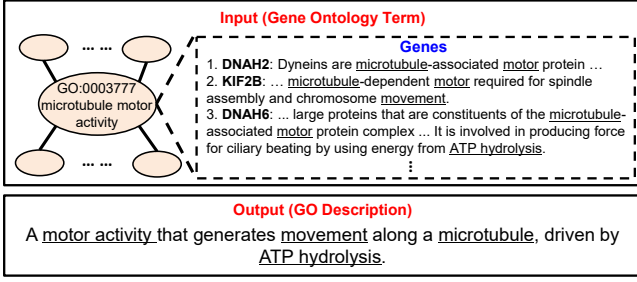 Input (Gene Ontology Term)
... ...
GO:0003777
microtubule motor
activity
... ...
Genes
1. DNAH2: Dyneins are microtubule-associated motor protein ...
2. KIF2B: ... microtubule-dependent motor required for spindle
assembly and chromosome movement.
3. DNAH6: ... large proteins that are constituents of the microtubule-
associated motor protein complex ... It is involved in producing force
for ciliary beating by using energy from ATP hydrolysis.
⋮
Output (GO Description)
A motor activity that generates movement along a microtubule, driven by
ATP hydrolysis.